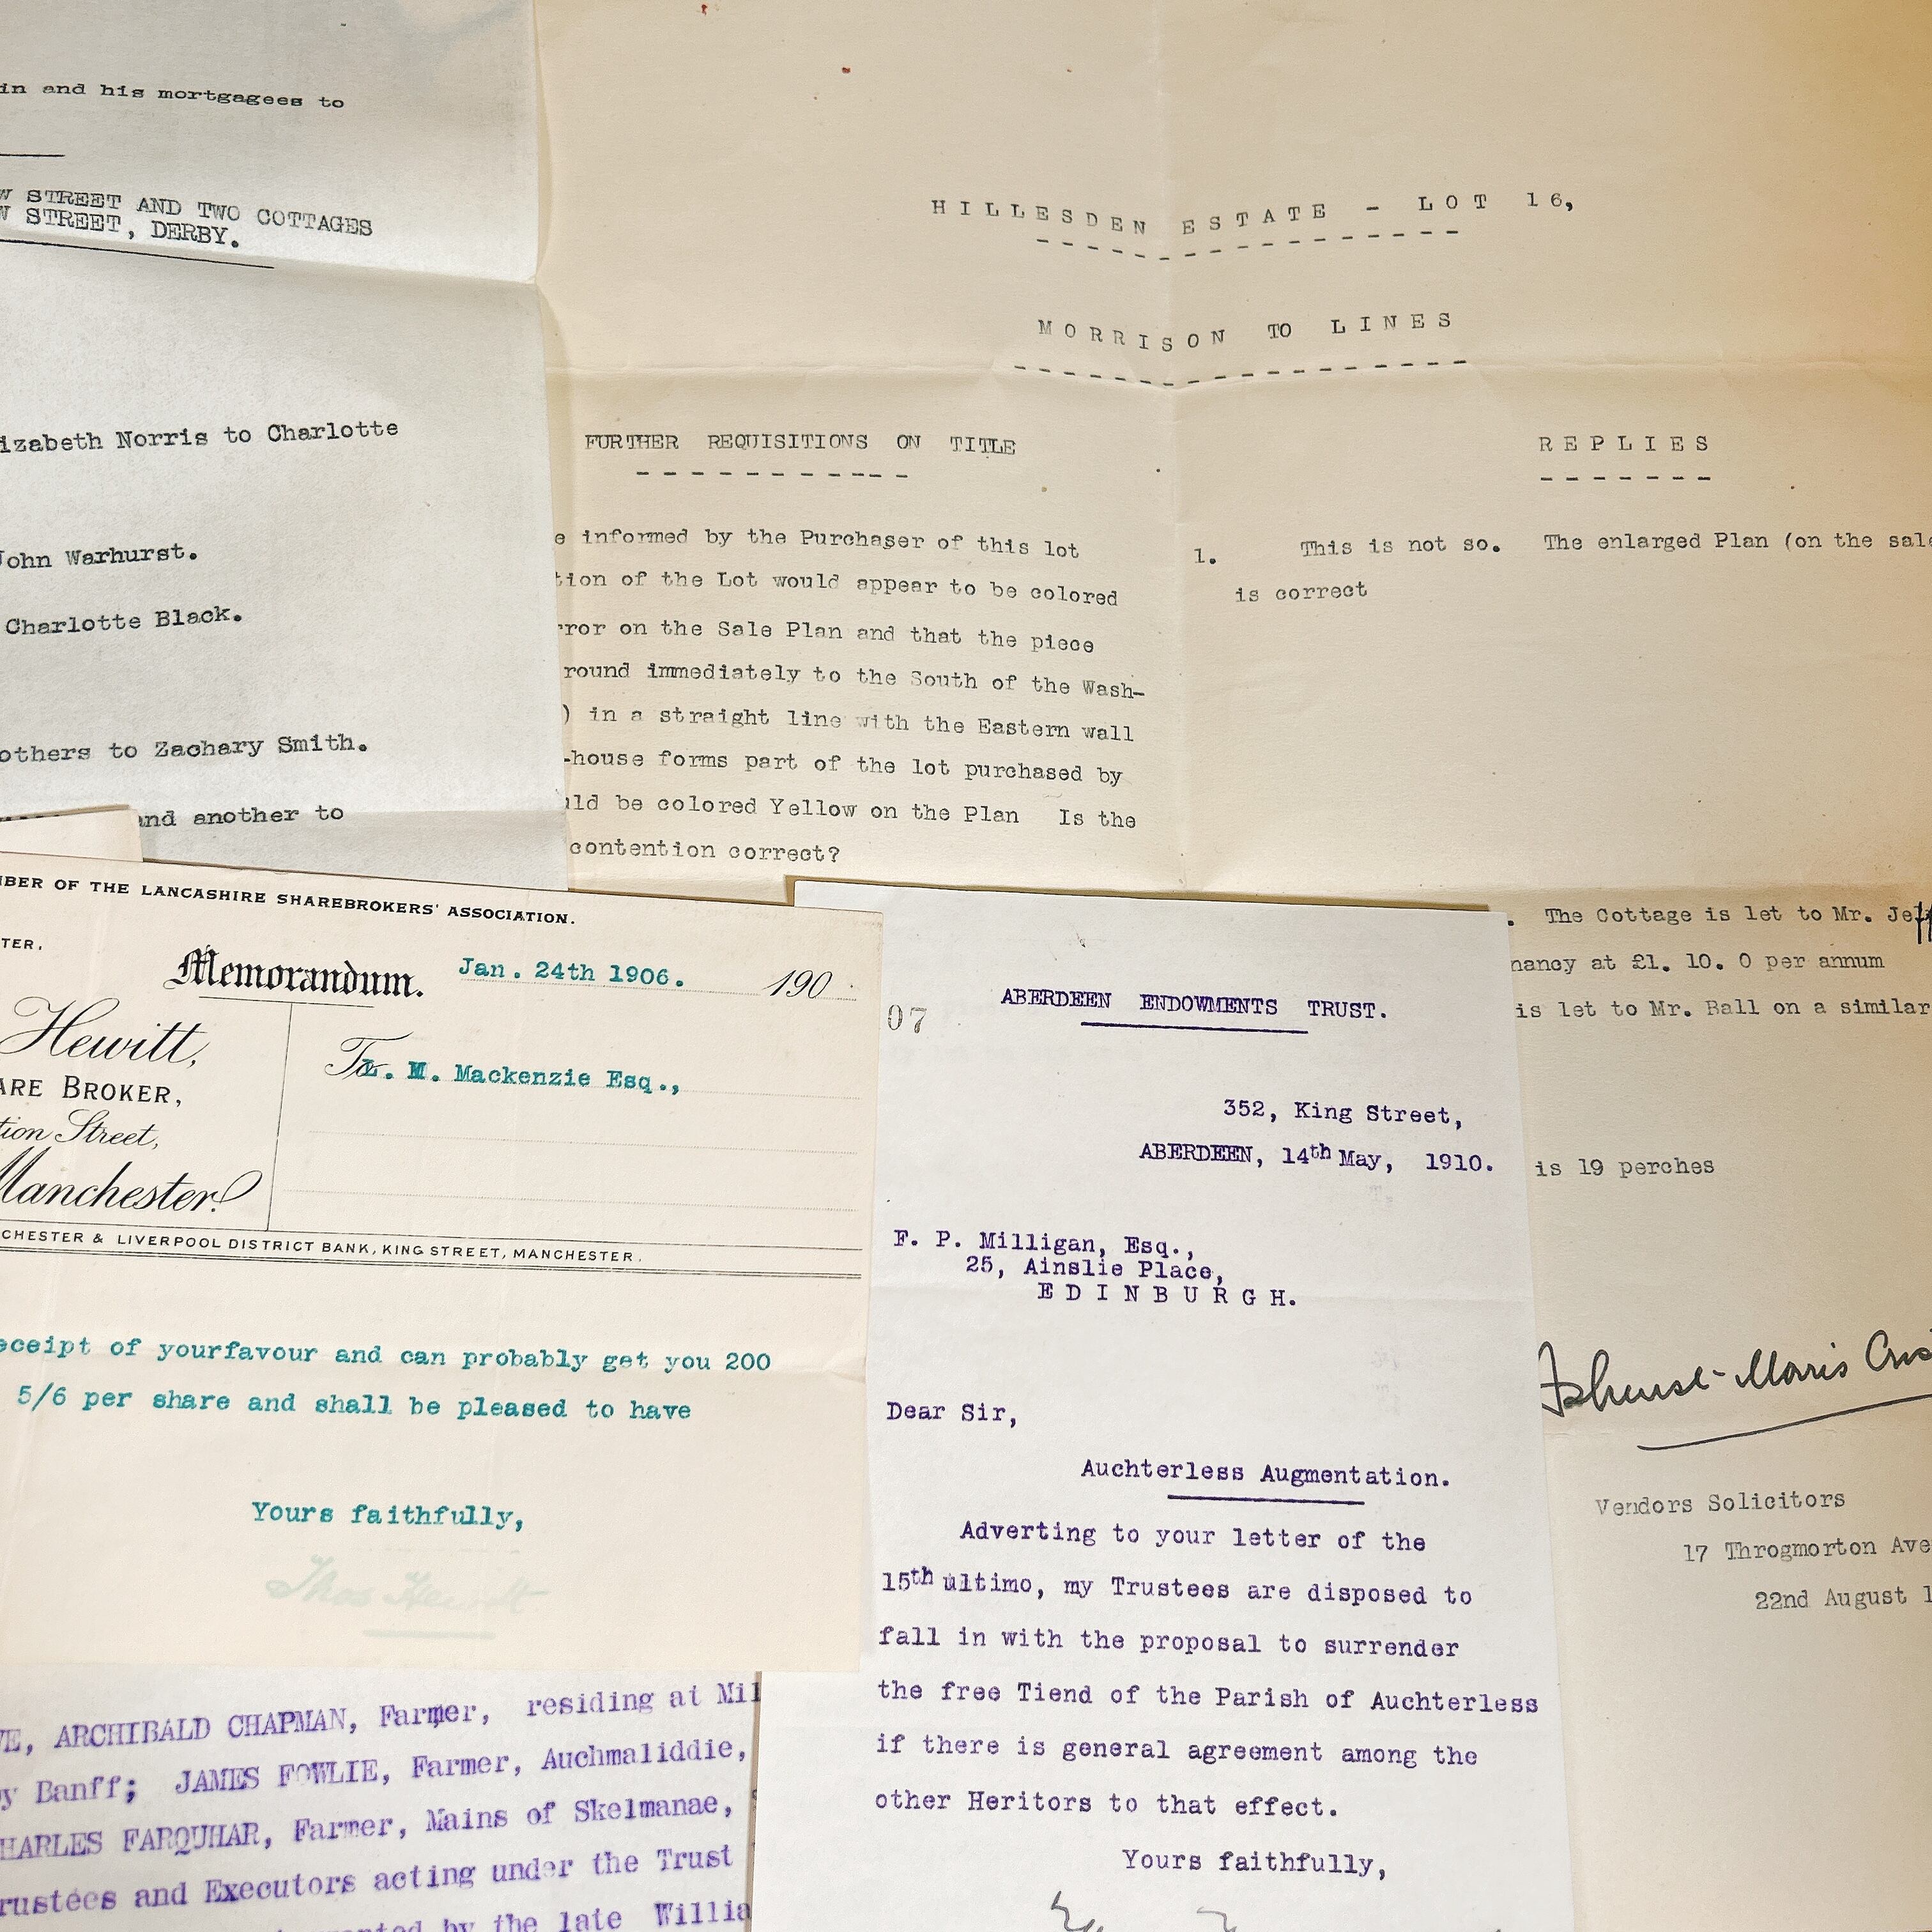 in and his mortgagees to
W STREET AND TWO COTTAGES
W STREET, DERBY.
izabeth Norris to Charlotte
John Warhurst.
Charlotte Black.
others to Zachary Smith.
and another to
HILLESDEN ESTATE - LOT 16,
MORRISON TO LINES
FURTHER REQUISITIONS ON TITLE
e informed by the Purchaser of this lot
tion of the Lot would appear to be colored
rror on the Sale Plan and that the piece
round immediately to the South of the Wash-
) in a straight line with the Eastern wall
-house forms part of the lot purchased by
uld be colored Yellow on the Plan Is the
contention correct?
REPLIES
1. This is not so. The enlarged Plan (on the sale
is correct
. The Cottage is let to Mr. Jeff
nancy at £1. 10. 0 per annum
is let to Mr. Ball on a similar
is 19 perches
Vendors Solicitors
17 Throgmorton Ave
22nd August 1
MBER OF THE LANCASHIRE SHAREBROKERS' ASSOCIATION.
TER,
Memorandum.
Jan. 24th 1906. 190
Hewitt,
ARE BROKER,
tion Street,
Manchester.
To L. M. Mackenzie Esq.,
CHESTER & LIVERPOOL DISTRICT BANK, KING STREET, MANCHESTER.
eceipt of yourfavour and can probably get you 200
5/6 per share and shall be pleased to have
Yours faithfully,
Thos Hewitt
07
ABERDEEN ENDOWMENTS TRUST.
352, King Street,
ABERDEEN, 14th May, 1910.
F. P. Milligan, Esq.,
25, Ainslie Place,
EDINBURGH.
Dear Sir,
Auchterless Augmentation.
Adverting to your letter of the
15th ultimo, my Trustees are disposed to
fall in with the proposal to surrender
the free Tiend of the Parish of Auchterless
if there is general agreement among the
other Heritors to that effect.
Yours faithfully,
WE, ARCHIBALD CHAPMAN, Farmer, residing at Mil
by Banff; JAMES FOWLIE, Farmer, Auchmaliddie,
HARLES FARQUHAR, Farmer, Mains of Skelmanae,
rustees and Executors acting under the Trust
by the late Willia